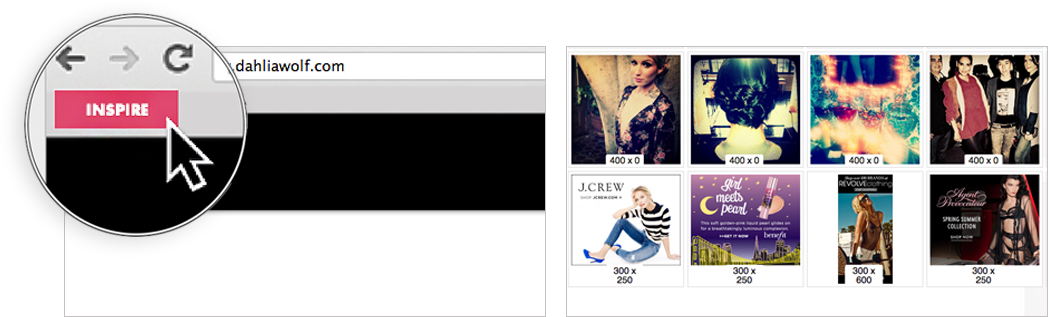 dahliawolf.com
INSPIRE
400 x 0
400 x 0
400 x 0
400 x 0
J.CREW
SHOP JCREW.COM
girl
meets
pearl
This soft golden-pink liquid pearl glides on
for a breathtakingly luminous complexion.
>>GET IT NOW
benefit
REVOLVEclothing
Agent
Provocateur
SPRING SUMMER
COLLECTION
SHOP NOW
300 x
250
300 x
250
300 x
600
300 x
250